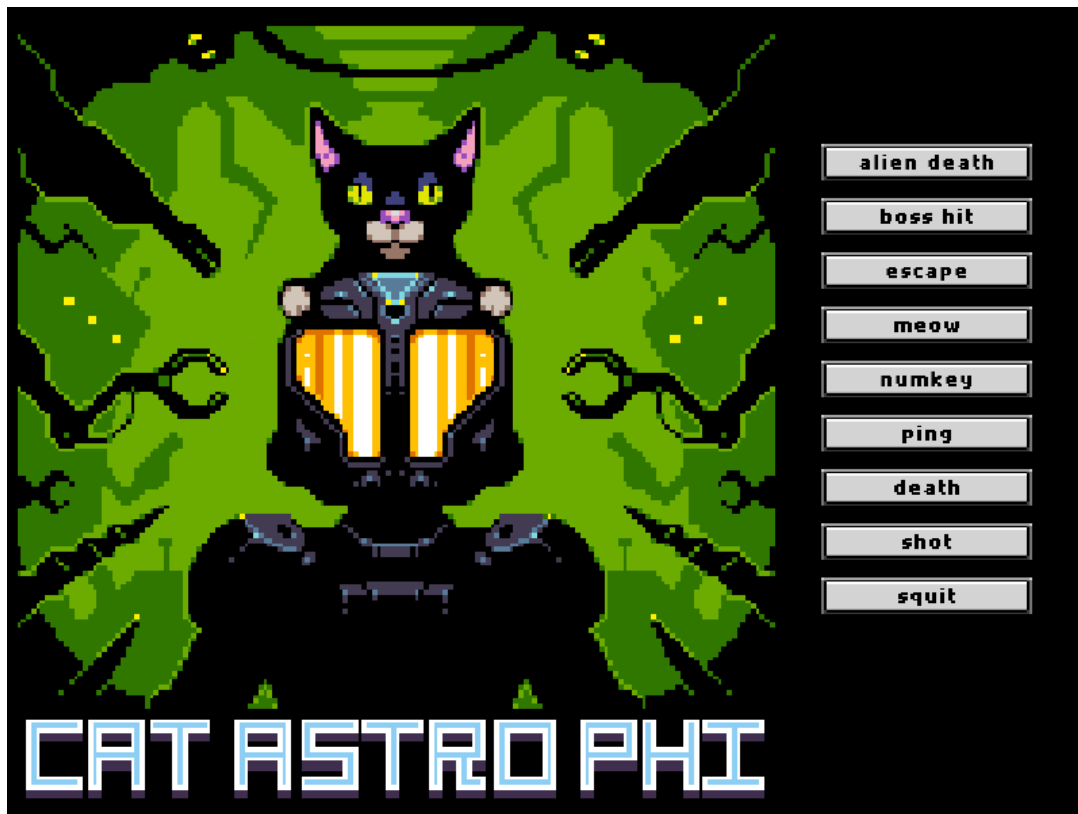 alien death
boss hit
escape
meow
numkey
ping
death
shot
squit
CAT ASTRO PHI